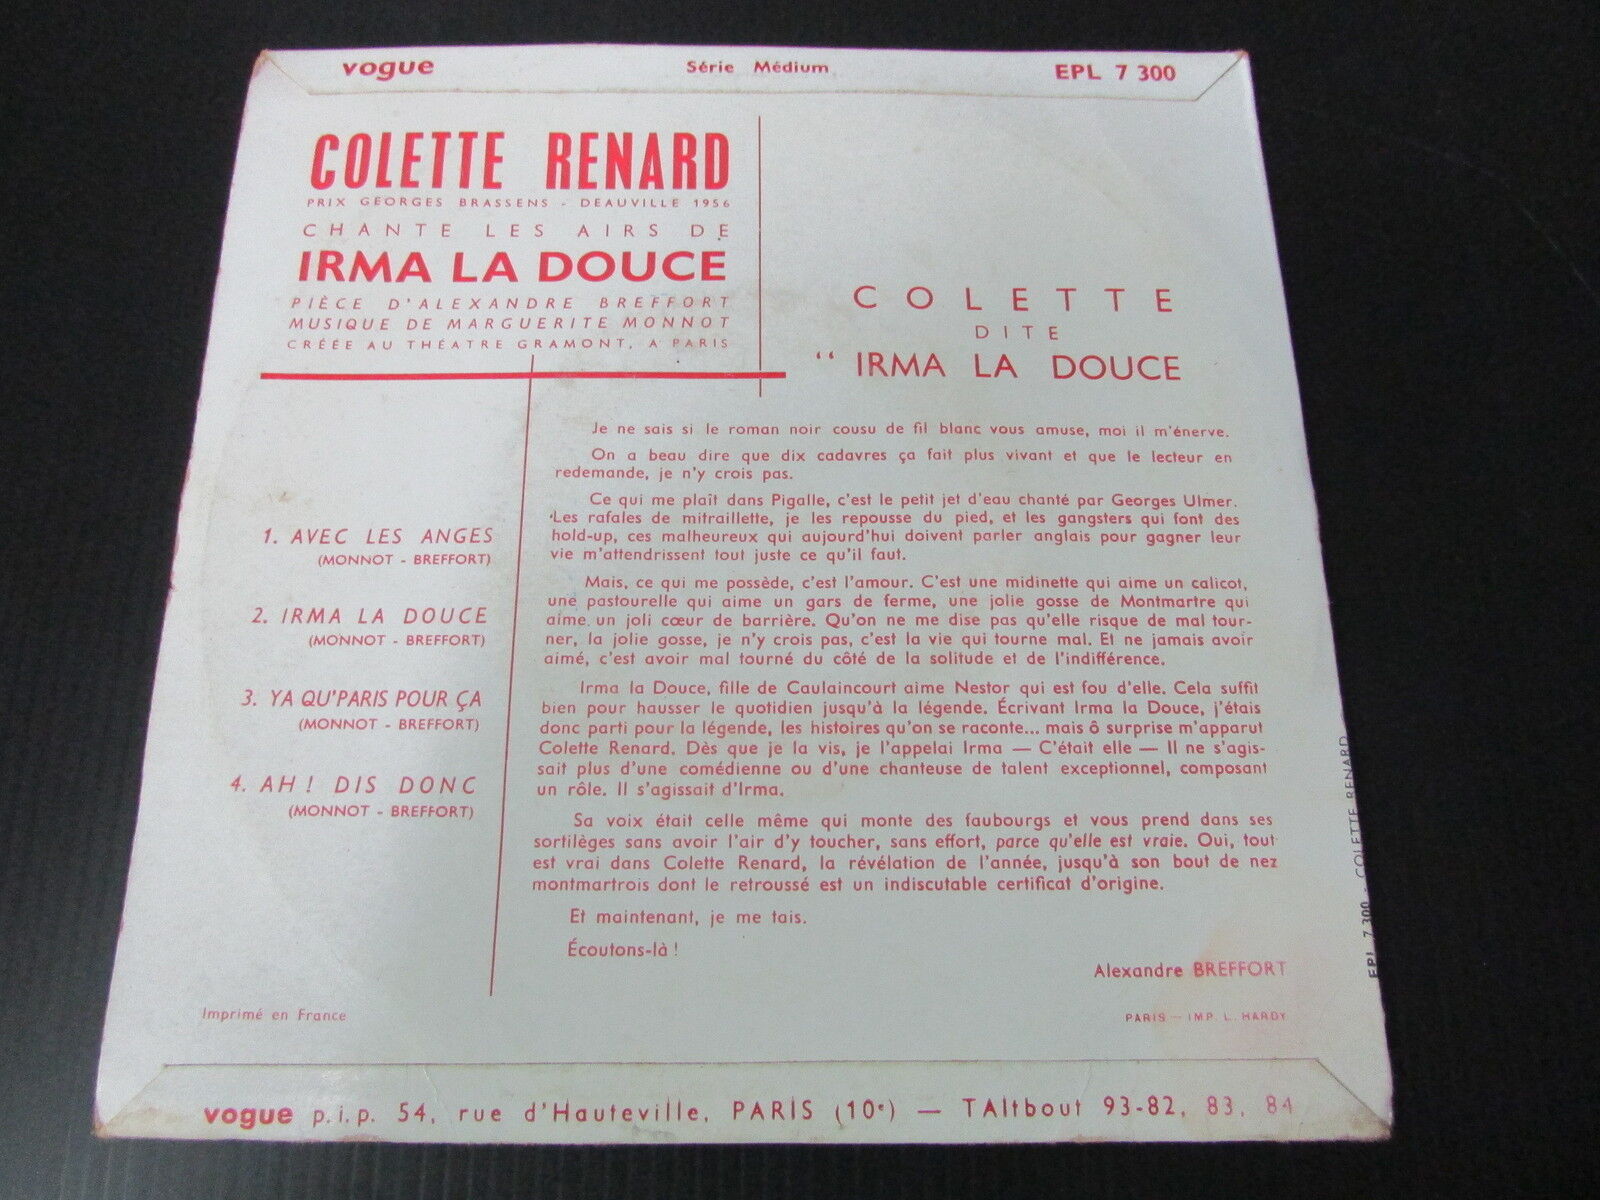 vogue Série Médium EPL 7 300
COLETTE RENARD
PRIX GEORGES BRASSENS - DEAUVILLE 1956
CHANTE LES AIRS DE
IRMA LA DOUCE
PIÈCE D'ALEXANDRE BREFFORT
MUSIQUE DE MARGUERITE MONNOT
CRÉÉE AU THÉATRE GRAMONT, A PARIS
1. AVEC LES ANGES
(MONNOT - BREFFORT)
2. IRMA LA DOUCE
(MONNOT - BREFFORT)
3. YA QU'PARIS POUR ÇA
(MONNOT - BREFFORT)
4. AH ! DIS DONC
(MONNOT - BREFFORT)
COLETTE
DITE
“ IRMA LA DOUCE
Je ne sais si le roman noir cousu de fil blanc vous amuse, moi il m'énerve.
On a beau dire que dix cadavres ça fait plus vivant et que le lecteur en
redemande, je n'y crois pas.
Ce qui me plaît dans Pigalle, c'est le petit jet d'eau chanté par Georges Ulmer.
Les rafales de mitraillette, je les repousse du pied, et les gangsters qui font des
hold-up, ces malheureux qui aujourd'hui doivent parler anglais pour gagner leur
vie m'attendrissent tout juste ce qu'il faut.
Mais, ce qui me possède, c'est l'amour. C'est une midinette qui aime un calicot,
une pastourelle qui aime un gars de ferme, une jolie gosse de Montmartre qui
aime un joli cœur de barrière. Qu'on ne me dise pas qu'elle risque de mal tour-
ner, la jolie gosse, je n'y crois pas, c'est la vie qui tourne mal. Et ne jamais avoir
aimé, c'est avoir mal tourné du côté de la solitude et de l'indifférence.
Irma la Douce, fille de Caulaincourt aime Nestor qui est fou d'elle. Cela suffit
bien pour hausser le quotidien jusqu'à la légende. Écrivant Irma la Douce, j'étais
donc parti pour la légende, les histoires qu'on se raconte... mais ô surprise m'apparut
Colette Renard. Dès que je la vis, je l'appelai Irma — C'était elle — Il ne s'agis-
sait plus d'une comédienne ou d'une chanteuse de talent exceptionnel, composant
un rôle. Il s'agissait d'Irma.
Sa voix était celle même qui monte des faubourgs et vous prend dans ses
sortilèges sans avoir l'air d'y toucher, sans effort, parce qu'elle est vraie. Oui, tout
est vrai dans Colette Renard, la révélation de l'année, jusqu'à son bout de nez
montmartrois dont le retroussé est un indiscutable certificat d'origine.
Et maintenant, je me tais.
Écoutons-là !
Alexandre BREFFORT
Imprimé en France
PARIS — IMP. L. HARDY
EPL 7 300 - COLETTE RENARD
vogue p.i.p. 54, rue d'Hauteville, PARIS (10e) — TAItbout 93-82, 83, 84